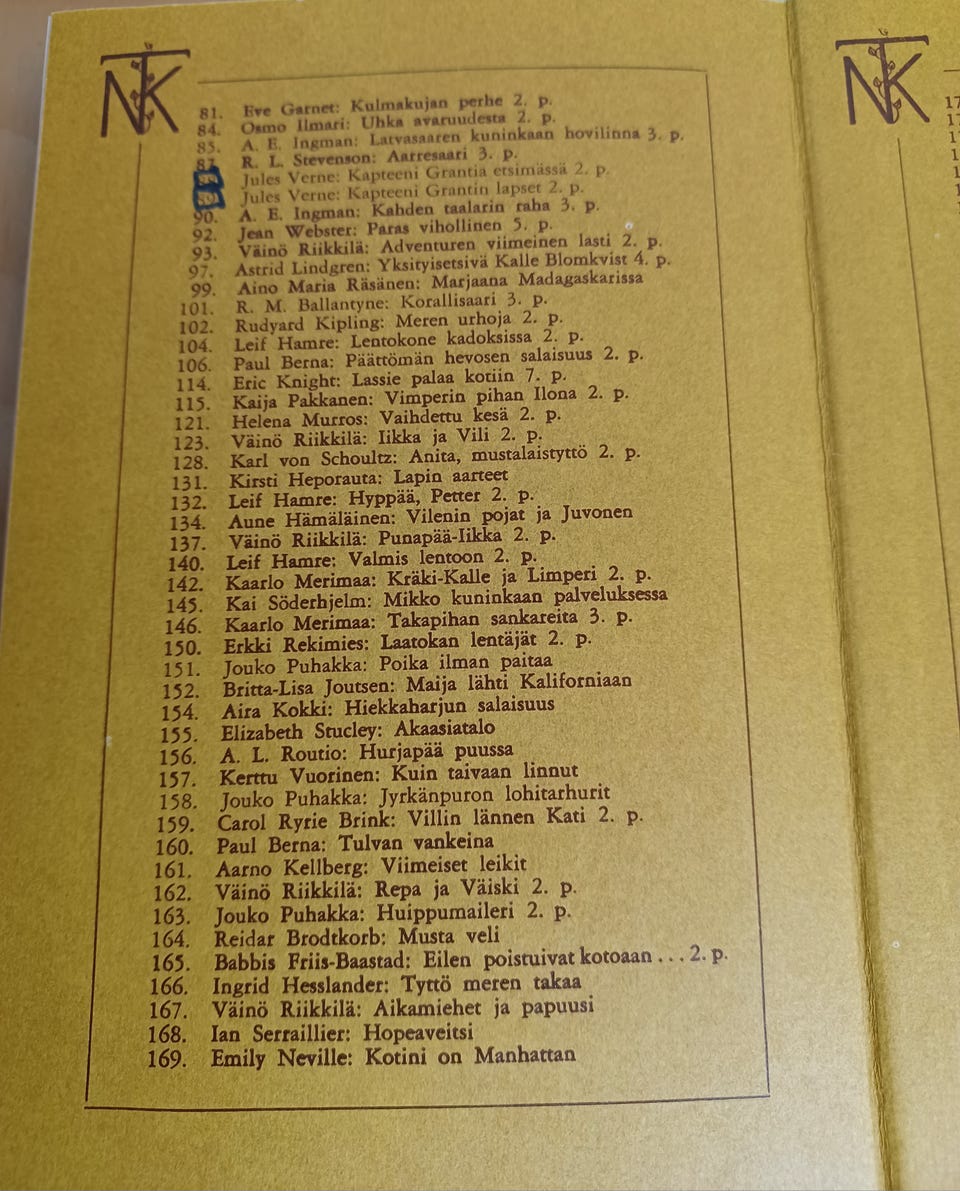 NTK
81. Eve Garnet: Kulmakujan perhe 2. p.
84. Osmo Ilmari: Uhka avaruudesta 2. p.
85. A. E. Ingman: Latvasaaren kuninkaan hovilinna 3. p.
87. R. L. Stevenson: Aarresaari 3. p.
Jules Verne: Kapteeni Grantia etsimässä 2. p.
Jules Verne: Kapteeni Grantin lapset 2. p.
90. A. E. Ingman: Kahden taalarin raha 3. p.
92. Jean Webster: Paras vihollinen 5. p.
93. Väinö Riikkilä: Adventuren viimeinen lasti 2. p.
97. Astrid Lindgren: Yksityisetsivä Kalle Blomkvist 4. p.
99. Aino Maria Räsänen: Marjaana Madagaskarissa
101. R. M. Ballantyne: Korallisaari 3. p.
102. Rudyard Kipling: Meren urhoja 2. p.
104. Leif Hamre: Lentokone kadoksissa 2. p.
106. Paul Berna: Päättömän hevosen salaisuus 2. p.
114. Eric Knight: Lassie palaa kotiin 7. p.
115. Kaija Pakkanen: Vimperin pihan Ilona 2. p.
121. Helena Murros: Vaihdettu kesä 2. p.
123. Väinö Riikkilä: Iikka ja Vili 2. p.
128. Karl von Schoultz: Anita, mustalaistyttö 2. p.
131. Kirsti Heporauta: Lapin aarteet
132. Leif Hamre: Hyppää, Petter 2. p.
134. Aune Hämäläinen: Vilenin pojat ja Juvonen
137. Väinö Riikkilä: Punapää-Iikka 2. p.
140. Leif Hamre: Valmis lentoon 2. p.
142. Kaarlo Merimaa: Kräki-Kalle ja Limperi 2. p.
145. Kai Söderhjelm: Mikko kuninkaan palveluksessa
146. Kaarlo Merimaa: Takapihan sankareita 3. p.
150. Erkki Rekimies: Laatokan lentäjät 2. p.
151. Jouko Puhakka: Poika ilman paitaa
152. Britta-Lisa Joutsen: Maija lähti Kaliforniaan
154. Aira Kokki: Hiekkaharjun salaisuus
155. Elizabeth Stucley: Akaasiatalo
156. A. L. Routio: Hurjapää puussa
157. Kerttu Vuorinen: Kuin taivaan linnut
158. Jouko Puhakka: Jyrkänpuron lohitarhurit
159. Carol Ryrie Brink: Villin lännen Kati 2. p.
160. Paul Berna: Tulvan vankeina
161. Aarno Kellberg: Viimeiset leikit
162. Väinö Riikkilä: Repa ja Väiski 2. p.
163. Jouko Puhakka: Huippumaileri 2. p.
164. Reidar Brodtkorb: Musta veli
165. Babbis Friis-Baastad: Eilen poistuivat kotoaan ... 2. p.
166. Ingrid Hesslander: Tyttö meren takaa
167. Väinö Riikkilä: Aikamiehet ja papuusi
168. Ian Serraillier: Hopeaveitsi
169. Emily Neville: Kotini on Manhattan
NTK